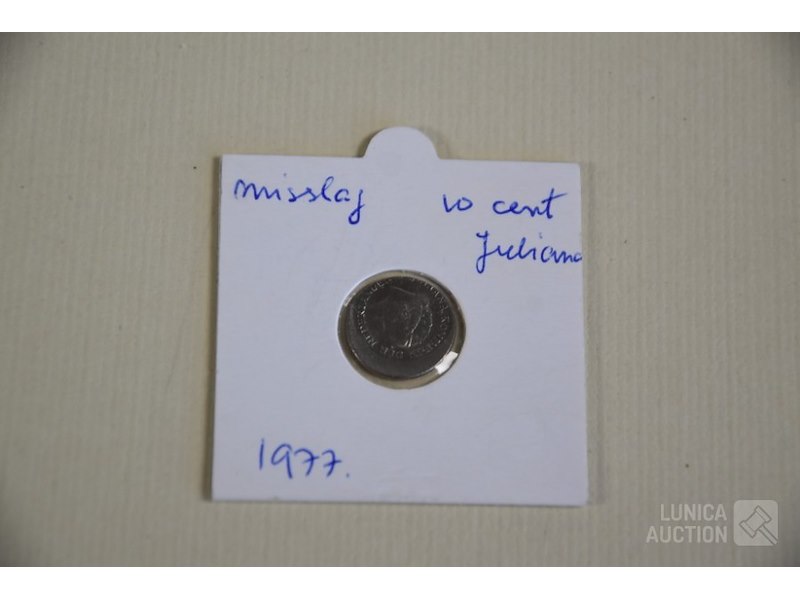 misslag 10 cent
Juliana
1977.
LUNICA
AUCTION